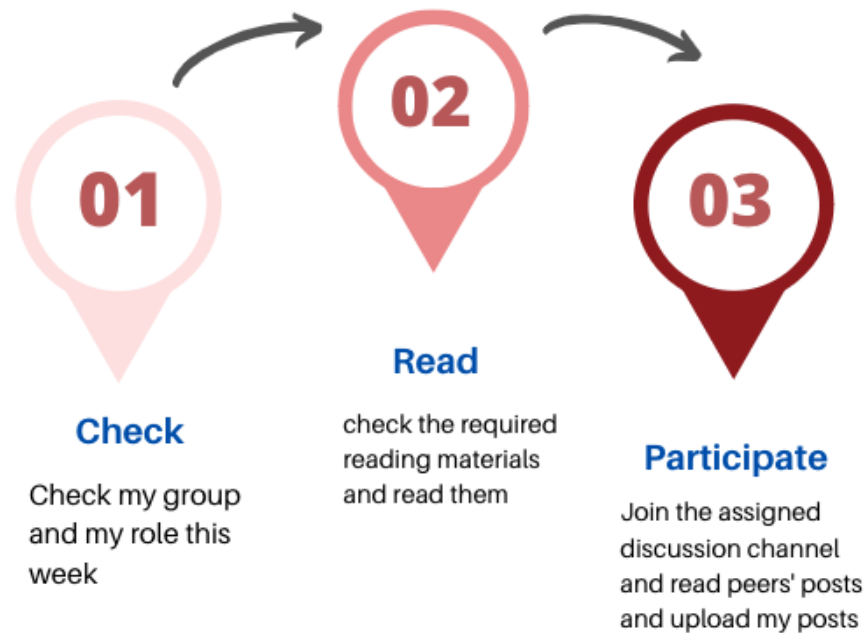 01
Check
Check my group
and my role this
week
02
Read
check the required
reading materials
and read them
03
Participate
Join the assigned
discussion channel
and read peers' posts
and upload my posts